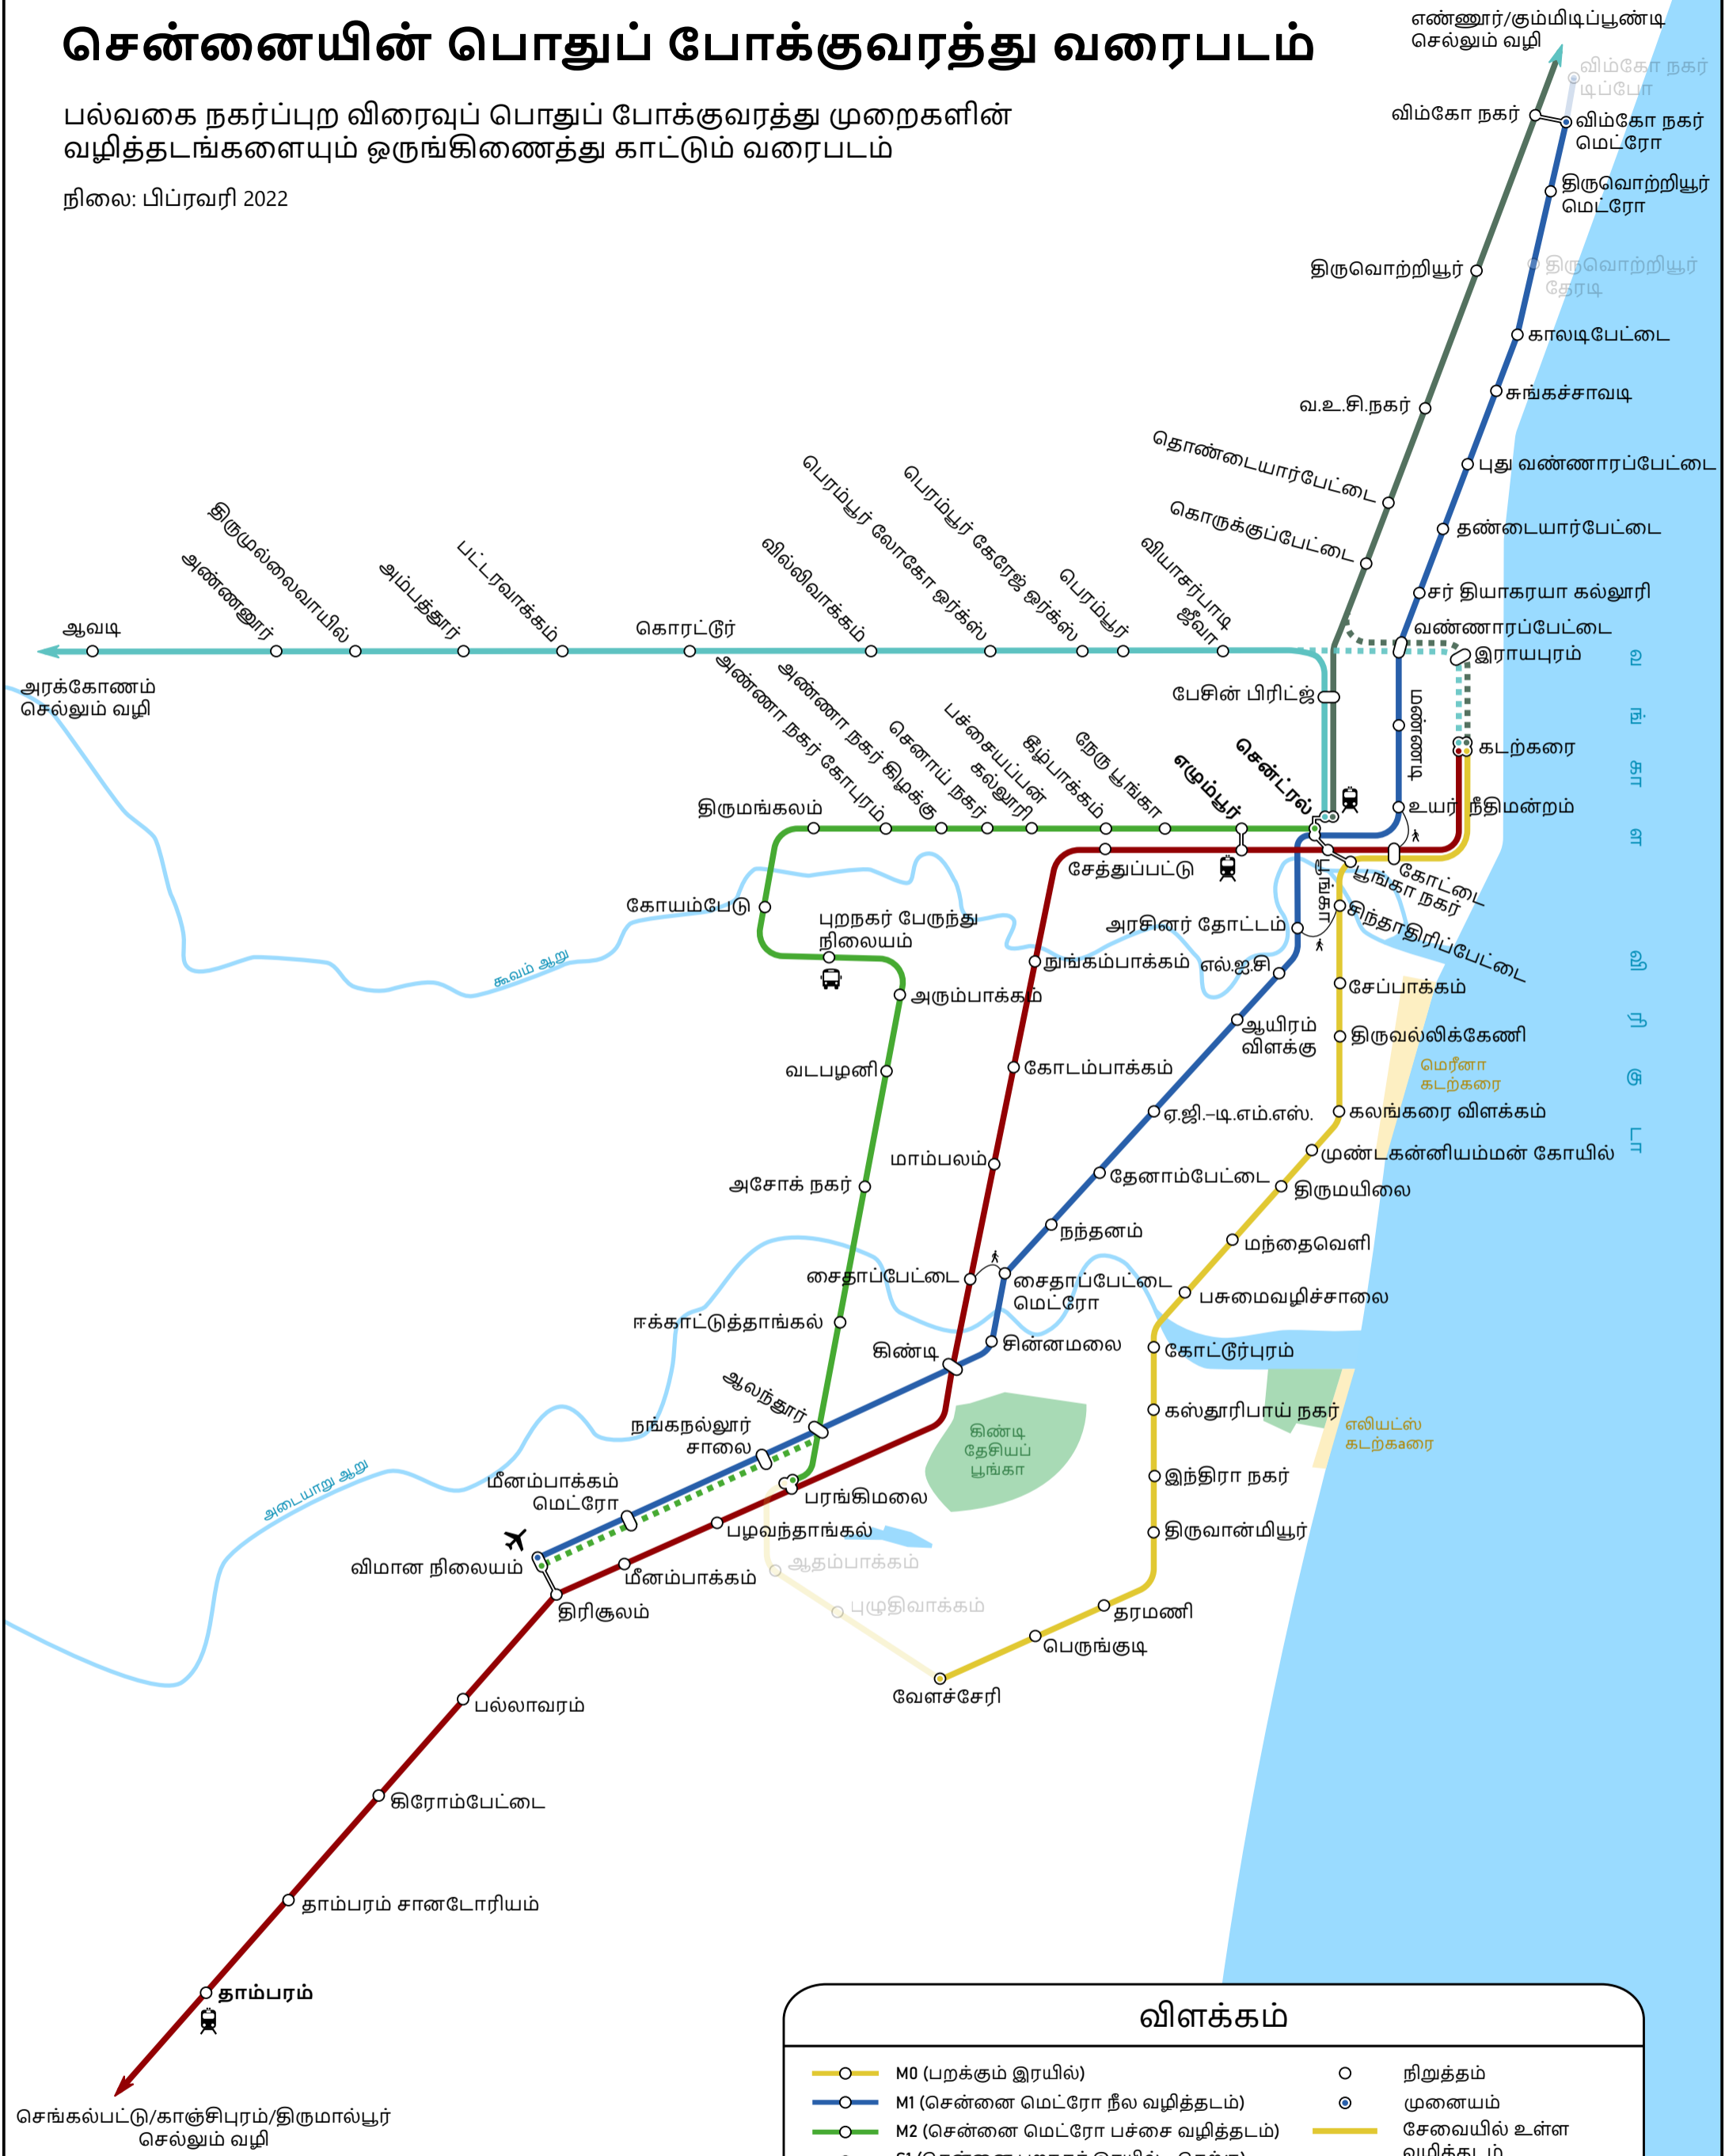 சென்னையின் பொதுப் போக்குவரத்து வரைபடம்
பல்வகை நகர்ப்புற விரைவுப் பொதுப் போக்குவரத்து முறைகளின்
வழித்தடங்களையும் ஒருங்கிணைத்து காட்டும் வரைபடம்
நிலை: பிப்ரவரி 2022
எண்ணூர்/கும்மிடிப்பூண்டி
செல்லும் வழி
விம்கோ நகர்
டிப்போ
விம்கோ நகர்
விம்கோ நகர்
மெட்ரோ
திருவொற்றியூர்
மெட்ரோ
திருவொற்றியூர்
திருவொற்றியூர்
தேரடி
காலடிபேட்டை
சுங்கச்சாவடி
வ.உ.சி.நகர்
புது வண்ணாரப்பேட்டை
தொண்டையார்பேட்டை
தண்டையார்பேட்டை
கொருக்குப்பேட்டை
சர் தியாகரயா கல்லூரி
வண்ணாரப்பேட்டை
இராயபுரம்
ஆவடி
அண்ணனூர்
திருமுல்லைவாயில்
அம்பத்தூர்
பட்டரவாக்கம்
கொரட்டூர்
வில்லிவாக்கம்
பெரம்பூர் லோகோ ஒர்க்ஸ்
பெரம்பூர் கேரேஜ் ஒர்க்ஸ்
பெரம்பூர்
வியாசர்பாடி
ஜீவா
அரக்கோணம்
செல்லும் வழி
பேசின் பிரிட்ஜ்
மண்ணடி
கடற்கரை
வங்காள விரிகுடா
திருமங்கலம்
அண்ணா நகர் கோபுரம்
அண்ணா நகர் கிழக்கு
செனாய் நகர்
பச்சையப்பன்
கல்லூரி
கீழ்பாக்கம்
நேரு பூங்கா
எழும்பூர்
சென்ட்ரல்
உயர் நீதிமன்றம்
சேத்துப்பட்டு
பூங்கா
பூங்கா நகர்
கோட்டை
கோயம்பேடு
புறநகர் பேருந்து
நிலையம்
அரசினர் தோட்டம்
சிந்தாதிரிப்பேட்டை
கூவம் ஆறு
நுங்கம்பாக்கம்
எல்.ஐ.சி
சேப்பாக்கம்
அரும்பாக்கம்
ஆயிரம்
விளக்கு
திருவல்லிக்கேணி
வடபழனி
கோடம்பாக்கம்
மெரீனா
கடற்கரை
ஏ.ஜி.–டி.எம்.எஸ்.
கலங்கரை விளக்கம்
முண்டகன்னியம்மன் கோயில்
மாம்பலம்
அசோக் நகர்
தேனாம்பேட்டை
திருமயிலை
நந்தனம்
மந்தைவெளி
சைதாப்பேட்டை
சைதாப்பேட்டை
மெட்ரோ
பசுமைவழிச்சாலை
ஈக்காட்டுத்தாங்கல்
சின்னமலை
கிண்டி
கோட்டூர்புரம்
ஆலந்தூர்
நங்கநல்லூர்
சாலை
கஸ்தூரிபாய் நகர்
எலியட்ஸ்
கடற்கaரை
கிண்டி
தேசியப்
பூங்கா
அடையாறு ஆறு
மீனம்பாக்கம்
மெட்ரோ
பரங்கிமலை
இந்திரா நகர்
பழவந்தாங்கல்
திருவான்மியூர்
விமான நிலையம்
ஆதம்பாக்கம்
மீனம்பாக்கம்
திரிசூலம்
புழுதிவாக்கம்
தரமணி
பெருங்குடி
வேளச்சேரி
பல்லாவரம்
கிரோம்பேட்டை
தாம்பரம் சானடோரியம்
தாம்பரம்
செங்கல்பட்டு/காஞ்சிபுரம்/திருமால்பூர்
செல்லும் வழி
விளக்கம்
M0 (பறக்கும் இரயில்)
M1 (சென்னை மெட்ரோ நீல வழித்தடம்)
M2 (சென்னை மெட்ரோ பச்சை வழித்தடம்)
நிறுத்தம்
முனையம்
சேவையில் உள்ள